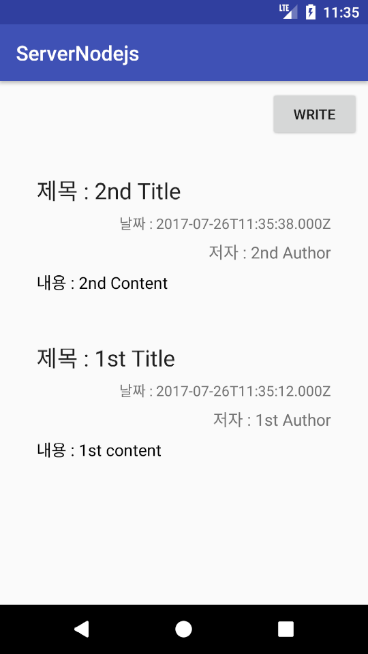 LTE 11:35
ServerNodejs
WRITE
제목 : 2nd Title
날짜 : 2017-07-26T11:35:38.000Z
저자 : 2nd Author
내용 : 2nd Content
제목 : 1st Title
날짜 : 2017-07-26T11:35:12.000Z
저자 : 1st Author
내용 : 1st content